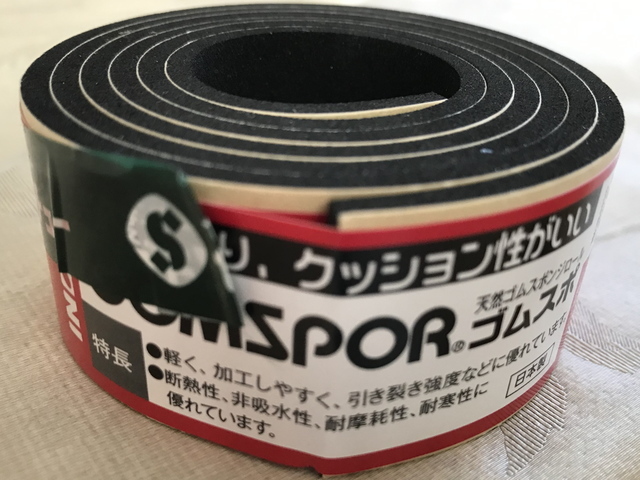 S
り、クッション性がいい
天然ゴムスポンジロール
OMSPOR® ゴムスポ
特長
●軽く、加工しやすく、引き裂き強度などに優れています
●断熱性、非吸水性、耐摩耗性、耐寒性に
優れています。
日本製